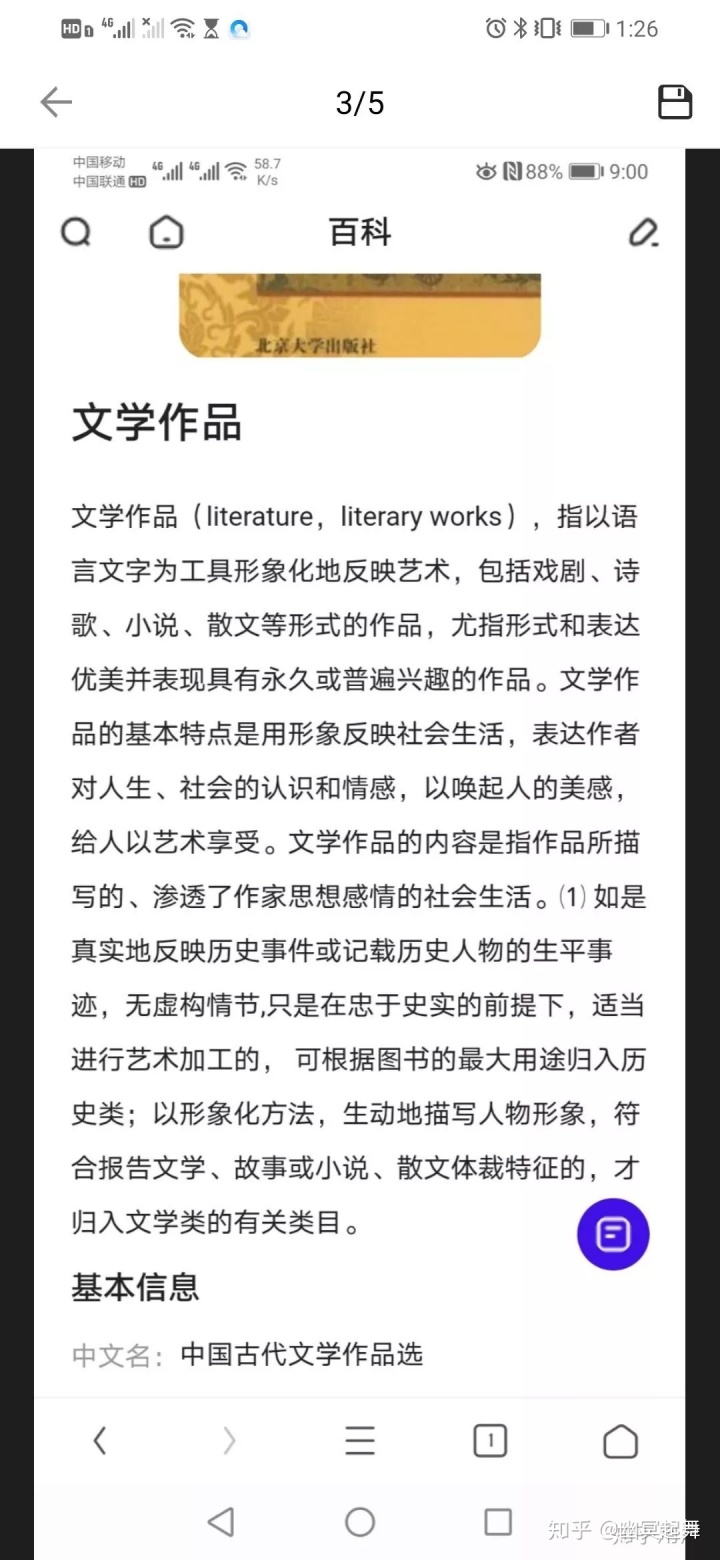 HD 1 4G 1:26
3/5
中国移动 4G 4G 58.7 88% 9:00
中国联通 HD K/s
百科
北京大学出版社
文学作品
文学作品（literature，literary works），指以语
言文字为工具形象化地反映艺术，包括戏剧、诗
歌、小说、散文等形式的作品，尤指形式和表达
优美并表现具有永久或普遍兴趣的作品。文学作
品的基本特点是用形象反映社会生活，表达作者
对人生、社会的认识和情感，以唤起人的美感，
给人以艺术享受。文学作品的内容是指作品所描
写的、渗透了作家思想感情的社会生活。⑴ 如是
真实地反映历史事件或记载历史人物的生平事
迹，无虚构情节,只是在忠于史实的前提下，适当
进行艺术加工的， 可根据图书的最大用途归入历
史类；以形象化方法，生动地描写人物形象，符
合报告文学、故事或小说、散文体裁特征的，才
归入文学类的有关类目。
基本信息
中文名： 中国古代文学作品选
1
知乎 @幽冥起舞